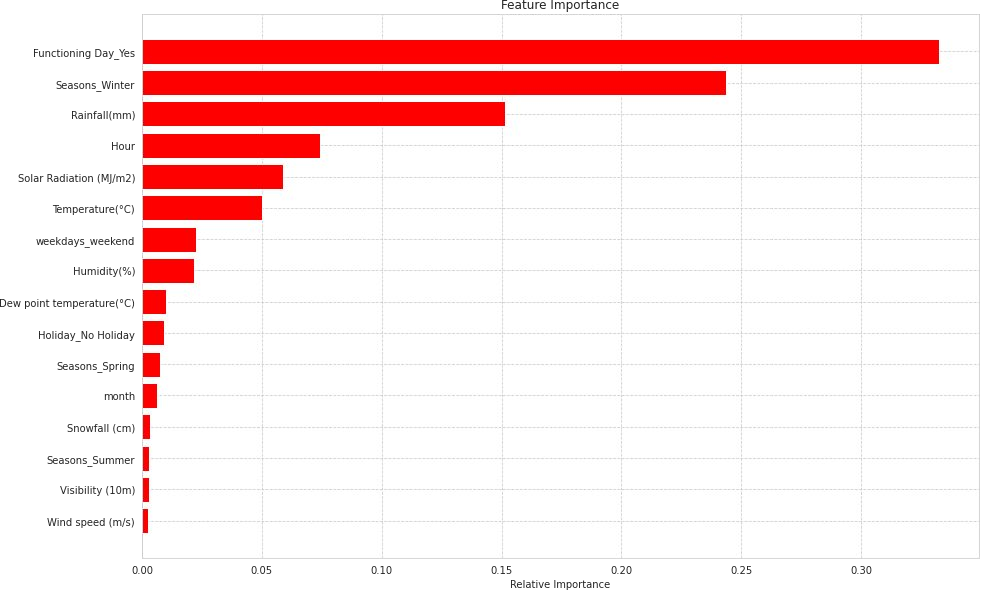 Feature Importance
Functioning Day_Yes
Seasons_Winter
Rainfall(mm)
Hour
Solar Radiation (MJ/m2)
Temperature(°C)
weekdays_weekend
Humidity(%)
Dew point temperature(°C)
Holiday_No Holiday
Seasons_Spring
month
Snowfall (cm)
Seasons_Summer
Visibility (10m)
Wind speed (m/s)
0.00 0.05 0.10 0.15 0.20 0.25 0.30
Relative Importance